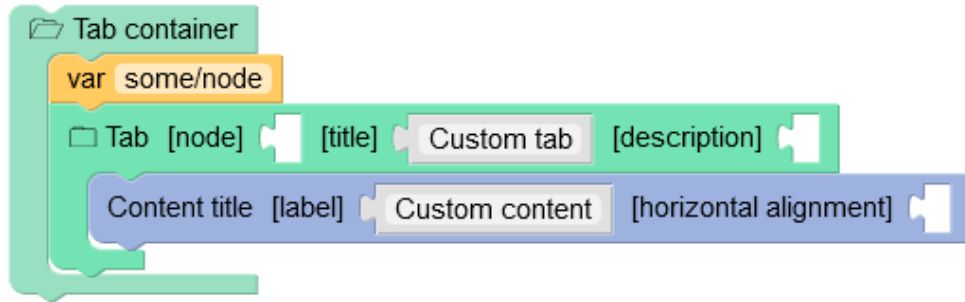 Tab container
var some/node
Tab [node] [title] Custom tab [description]
Content title [label] Custom content [horizontal alignment]